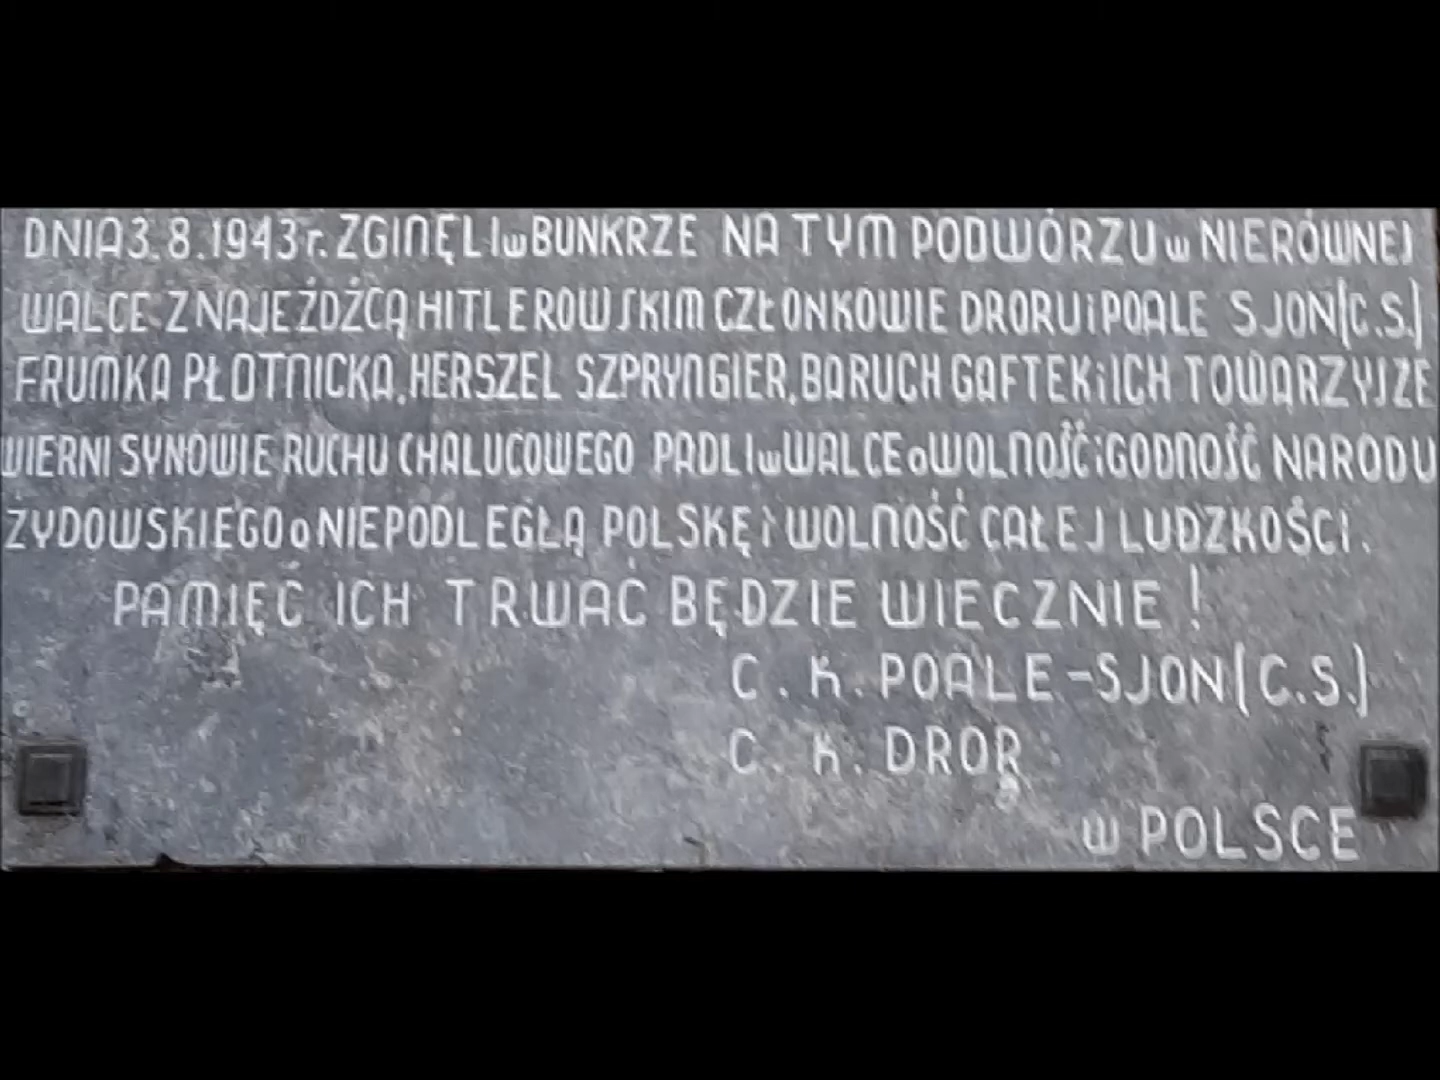 DNIA 3.8.1943 r. ZGINĘLI w BUNKRZE NA TYM PODWÓRZU w NIERÓWNEJ
WALCE Z NAJEŹDŹCĄ HITLEROWSKIM CZŁONKOWIE DRORU i POALE SJON (C.S.)
FRUMKA PŁOTNICKA, HERSZEL SZPRYNGIER, BARUCH GAFTEK i ICH TOWARZYJZE
WIERNI SYNOWIE RUCHU CHALUCOWEGO PADLI w WALCE o WOLNOŚĆ i GODNOŚĆ NARODU
ZYDOWSKIEGO o NIEPODLEGŁĄ POLSKĘ i WOLNOŚĆ CAŁEJ LUDZKOŚCI.
PAMIĘĆ ICH TRWAĆ BĘDZIE WIECZNIE !
C. K. POALE-SJON (C.S.)
C. K. DROR
w POLSCE